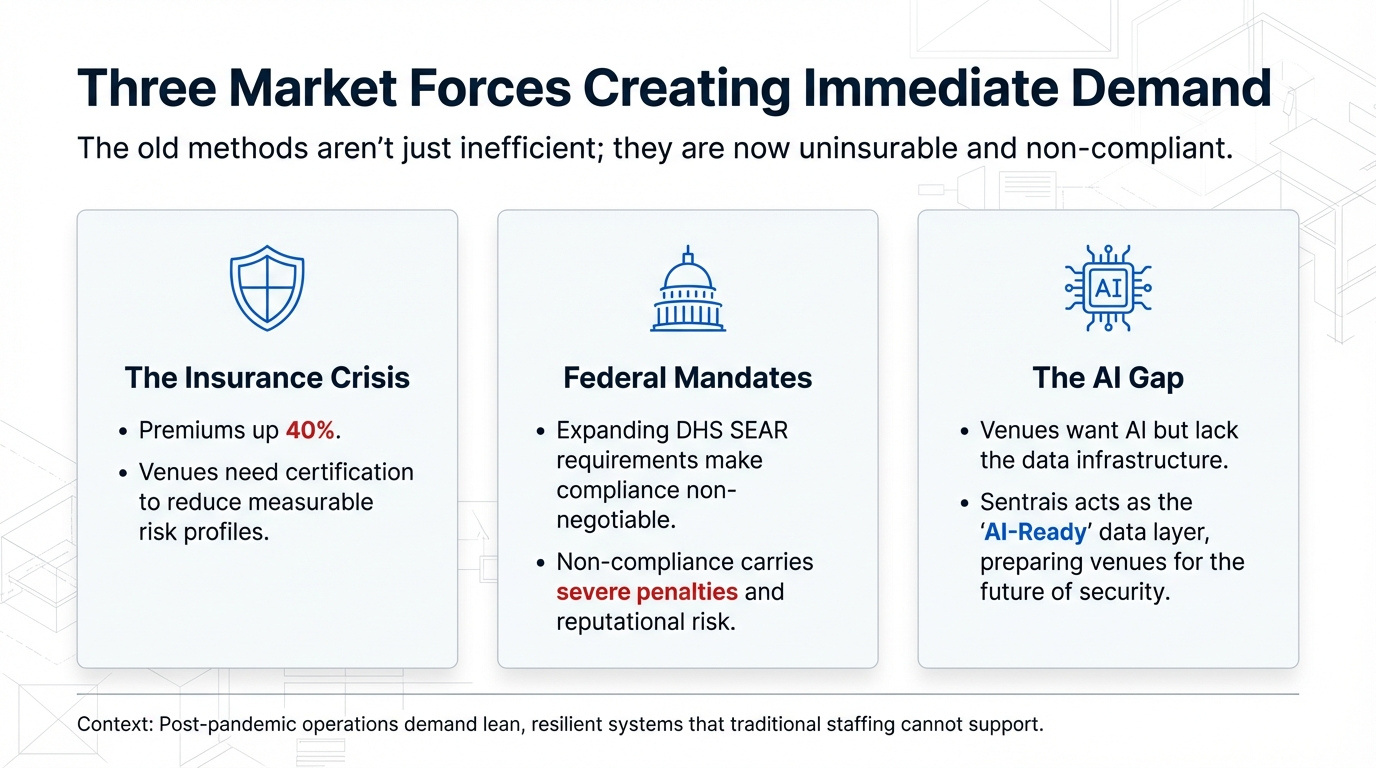 Three Market Forces Creating Immediate Demand
The old methods aren’t just inefficient; they are now uninsurable and non-compliant.
The Insurance Crisis
• Premiums up 40%.
• Venues need certification
to reduce measurable
risk profiles.
Federal Mandates
• Expanding DHS SEAR
requirements make
compliance non-
negotiable.
• Non-compliance carries
severe penalties and
reputational risk.
AI
The AI Gap
• Venues want AI but lack
the data infrastructure.
• Sentrais acts as the
‘AI-Ready’ data layer,
preparing venues for the
future of security.
Context: Post-pandemic operations demand lean, resilient systems that traditional staffing cannot support.